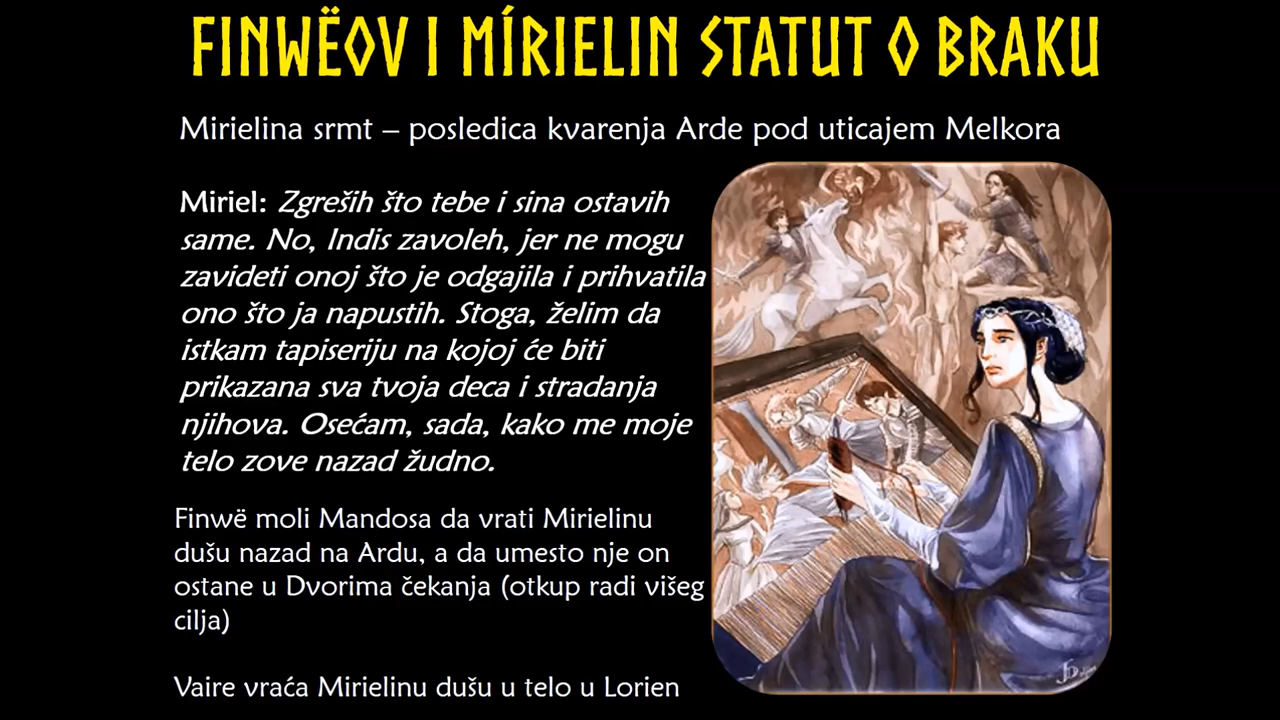 FINWËOV I MÍRIELIN STATUT O BRAKU
Mirielina srmt – posledica kvarenja Arde pod uticajem Melkora
Miriel: Zgreših što tebe i sina ostavih
same. No, Indis zavoleh, jer ne mogu
zavideti onoj što je odgajila i prihvatila
ono što ja napustih. Stoga, želim da
istkam tapiseriju na kojoj će biti
prikazana sva tvoja deca i stradanja
njihova. Osećam, sada, kako me moje
telo zove nazad žudno.
Finwë moli Mandosa da vrati Mirielinu
dušu nazad na Ardu, a da umesto nje on
ostane u Dvorima čekanja (otkup radi višeg
cilja)
Vaire vraća Mirielinu dušu u telo u Lorien